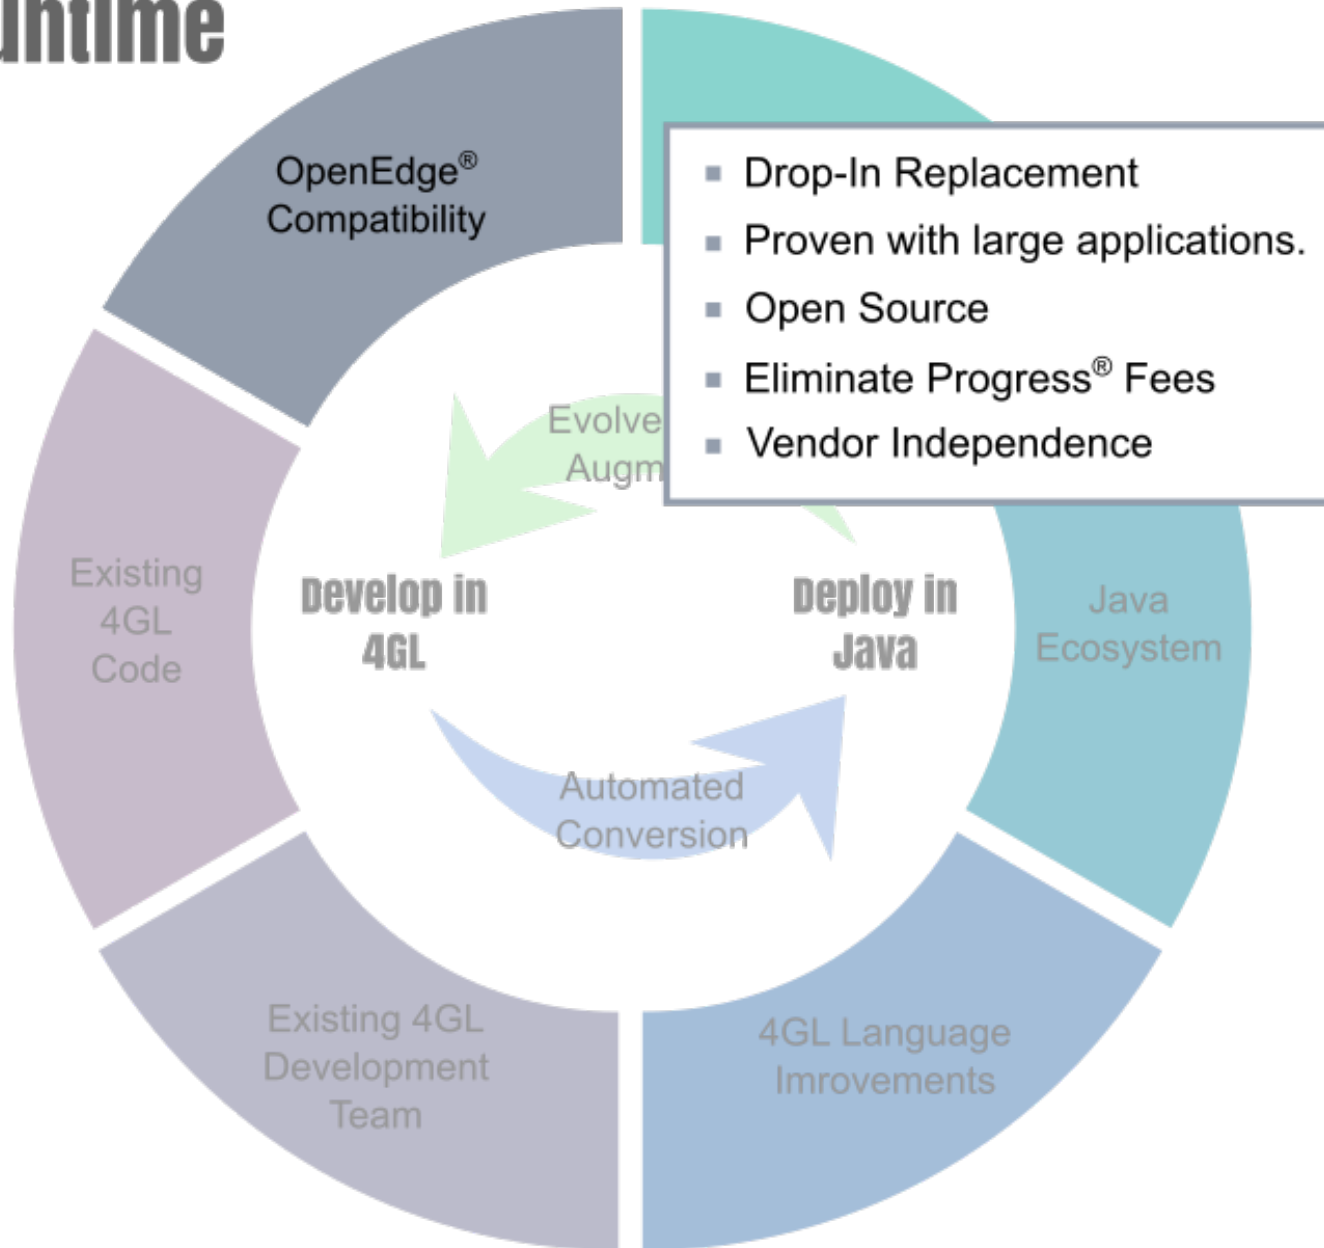 untime
OpenEdge®
Compatibility
Drop-In Replacement
Proven with large applications.
Open Source
Eliminate Progress® Fees
Vendor Independence
Evolve
Augm
Develop in
4GL
Deploy in
Java
Existing
4GL
Code
Java
Ecosystem
Automated
Conversion
Existing 4GL
Development
Team
4GL Language
Imrovements